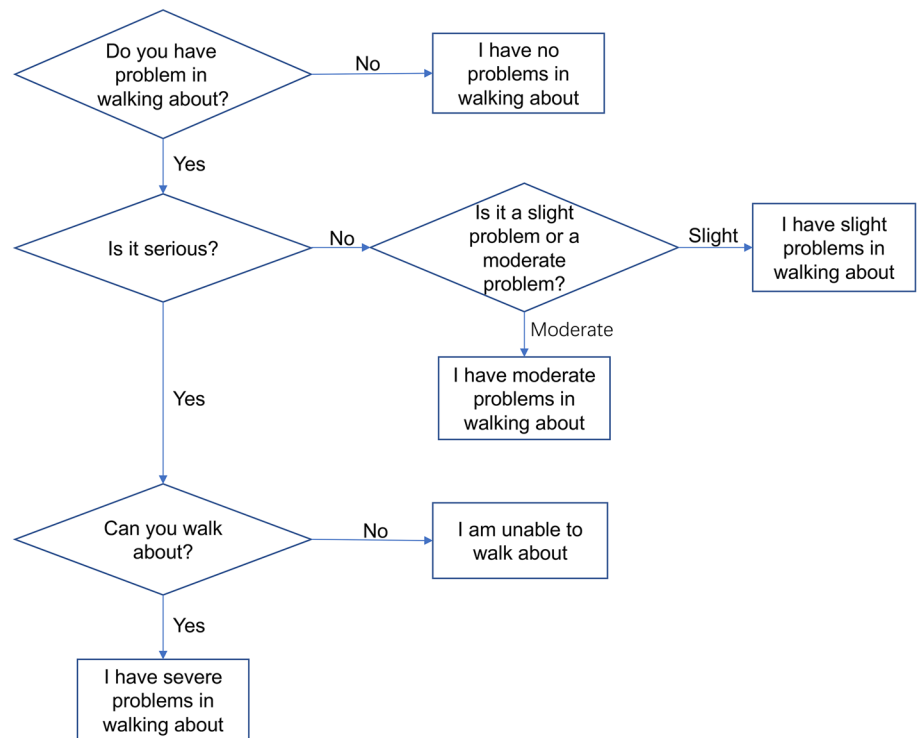 Do you have
problem in
walking about?
No
I have no
problems in
walking about
Yes
Is it serious?
No
Is it a slight
problem or a
moderate
problem?
Slight
I have slight
problems in
walking about
Moderate
I have moderate
problems in
walking about
Yes
Can you walk
about?
No
I am unable to
walk about
Yes
I have severe
problems in
walking about